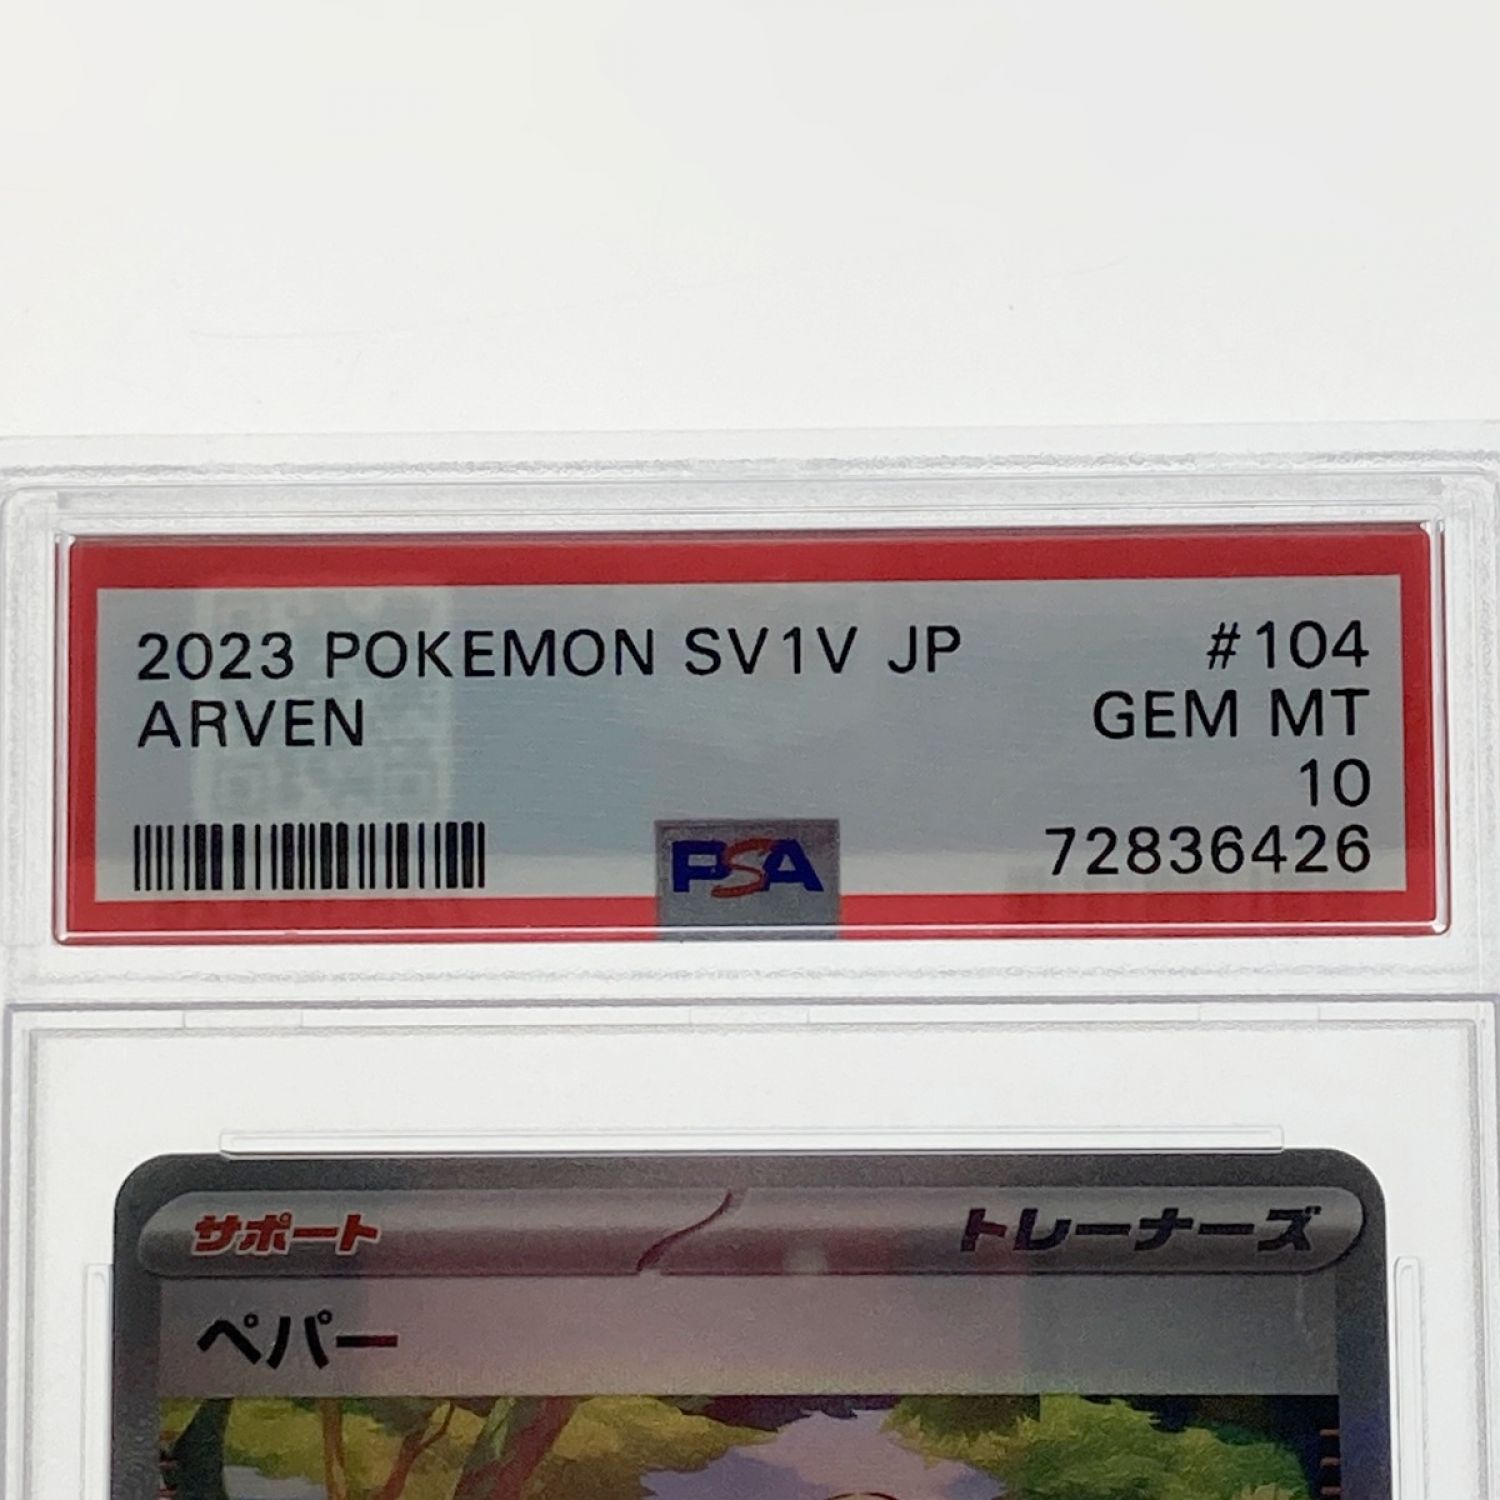 2023 POKEMON SV1V JP #104
ARVEN GEM MT
10
PSA 72836426
サポート トレーナーズ
ペパー